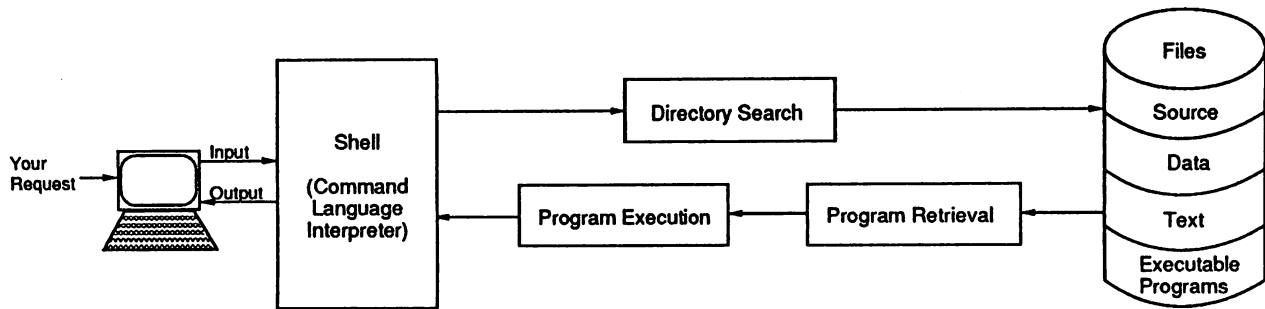 Your
Request
Input
Output
Shell
(Command
Language
Interpreter)
Directory Search
Program Execution
Program Retrieval
Files
Source
Data
Text
Executable
Programs